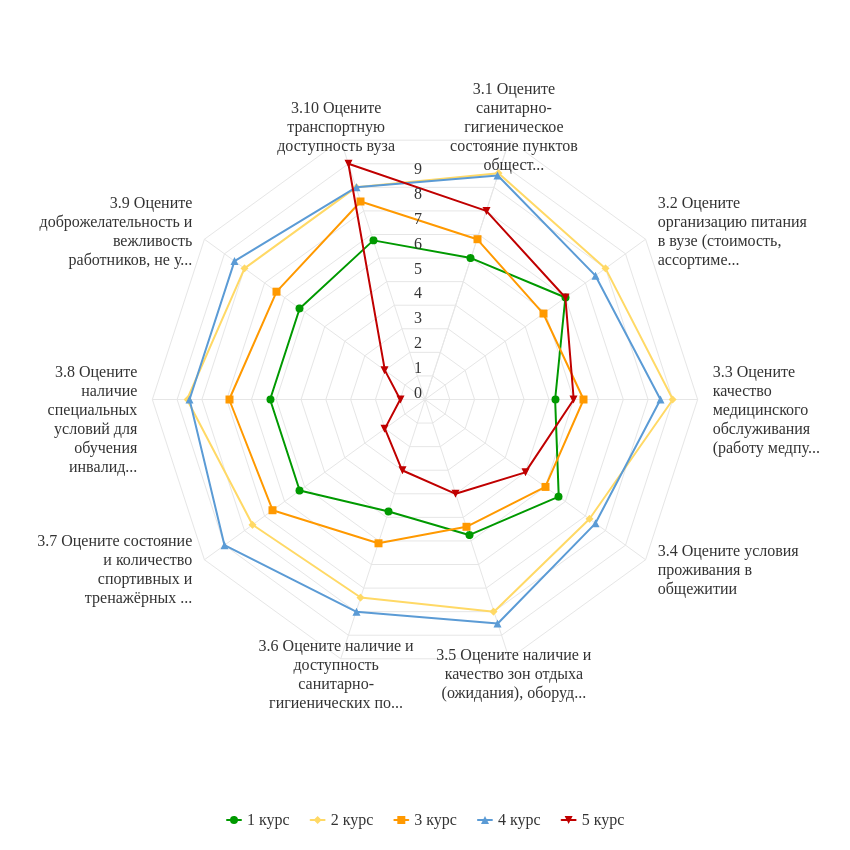 3.1 Оцените
санитарно-
гигиеническое
состояние пунктов
общест...
3.2 Оцените
организацию питания
в вузе (стоимость,
ассортиме...
3.3 Оцените
качество
медицинского
обслуживания
(работу медпу...
3.4 Оцените условия
проживания в
общежитии
3.5 Оцените наличие и
качество зон отдыха
(ожидания), оборуд...
3.6 Оцените наличие и
доступность
санитарно-
гигиенических по...
3.7 Оцените состояние
и количество
спортивных и
тренажёрных ...
3.8 Оцените
наличие
специальных
условий для
обучения
инвалид...
3.9 Оцените
доброжелательность и
вежливость
работников, не у...
3.10 Оцените
транспортную
доступность вуза
9
8
7
6
5
4
3
2
1
0
1 курс
2 курс
3 курс
4 курс
5 курс